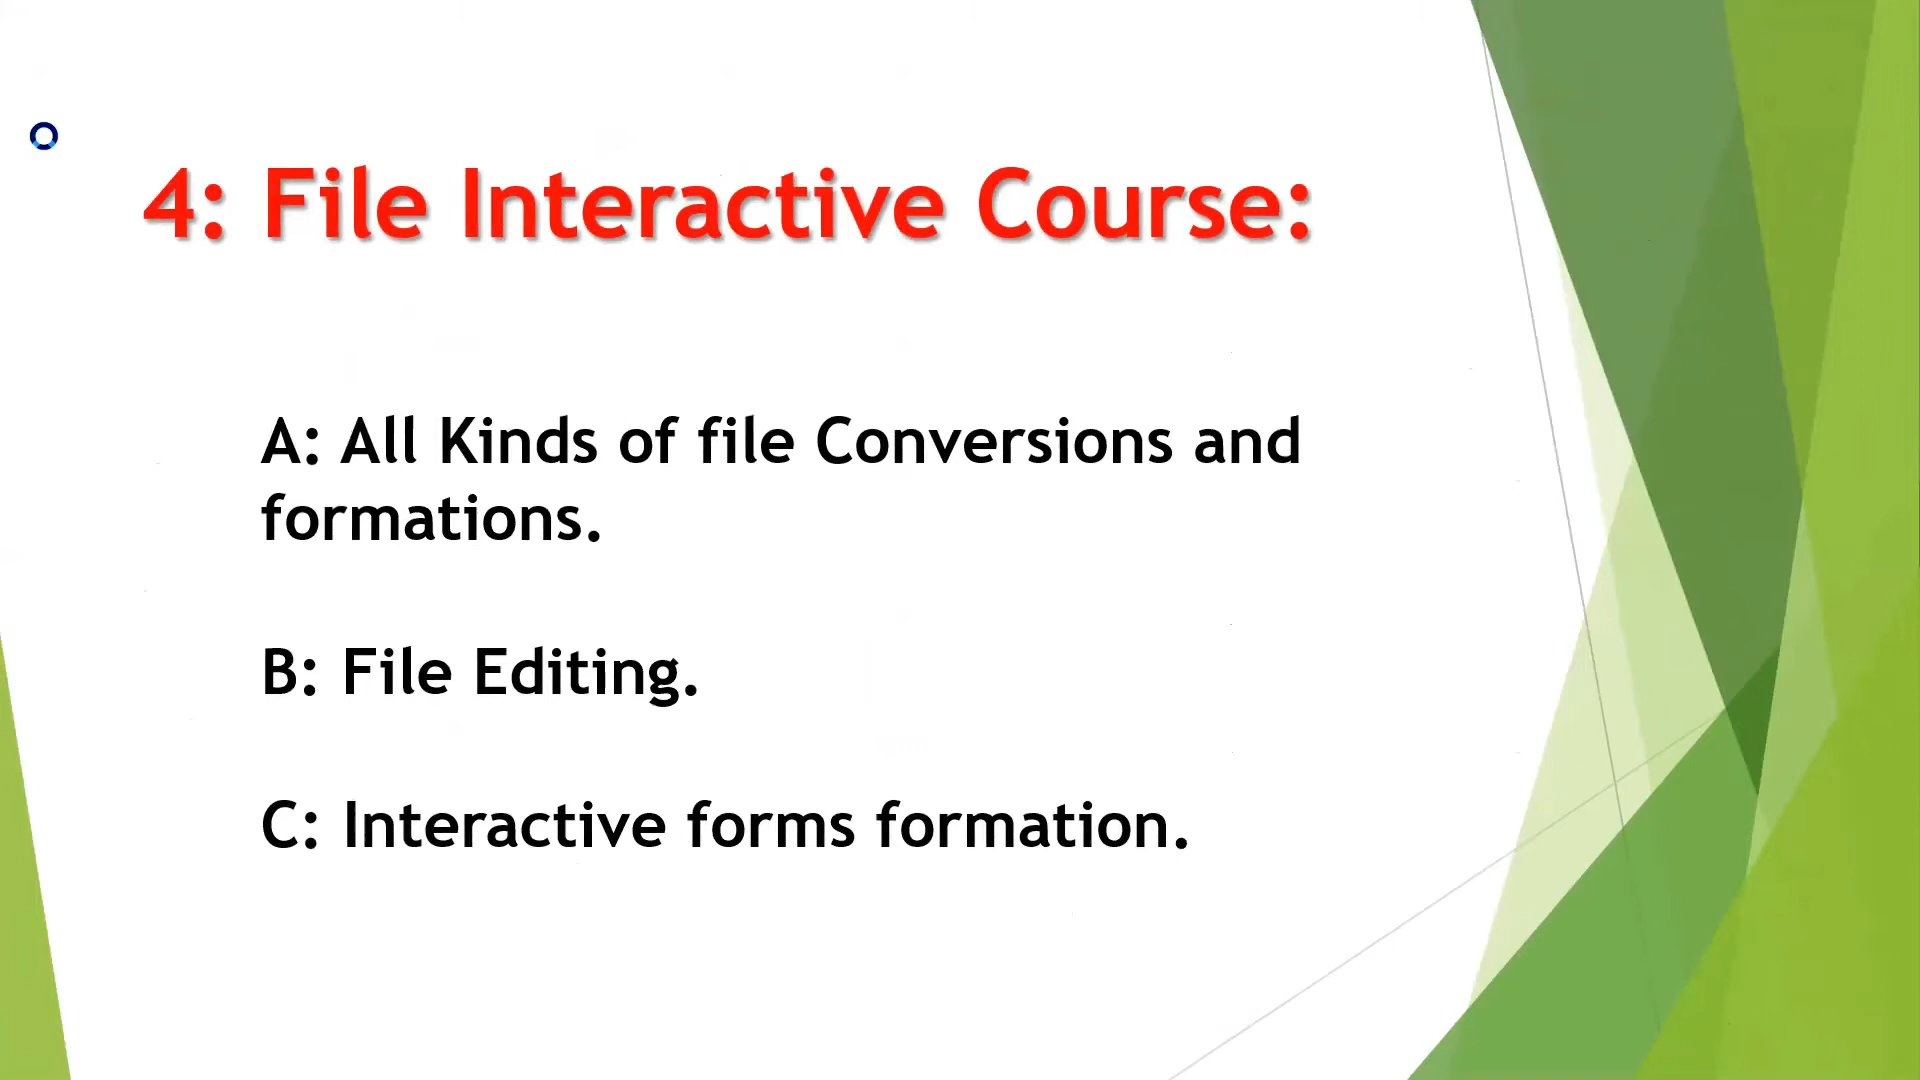 4: File Interactive Course:
A: All Kinds of file Conversions and
formations.
B: File Editing.
C: Interactive forms formation.